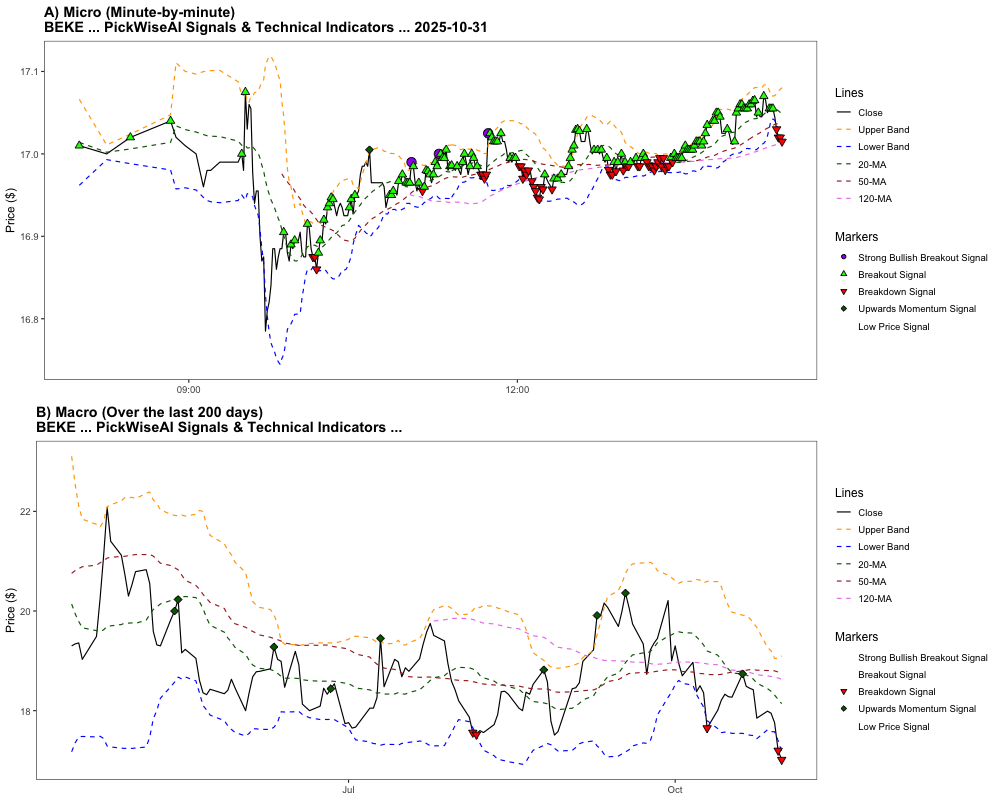 A) Micro (Minute-by-minute)
BEKE ... PickWiseAI Signals & Technical Indicators ... 2025-10-31
Price ($)
17.1
17.0
16.9
16.8
09:00
12:00
Lines
Close
Upper Band
Lower Band
20-MA
50-MA
120-MA
Markers
Strong Bullish Breakout Signal
Breakout Signal
Breakdown Signal
Upwards Momentum Signal
Low Price Signal
B) Macro (Over the last 200 days)
BEKE ... PickWiseAI Signals & Technical Indicators ...
Price ($)
22
20
18
Jul
Oct
Lines
Close
Upper Band
Lower Band
20-MA
50-MA
120-MA
Markers
Strong Bullish Breakout Signal
Breakout Signal
Breakdown Signal
Upwards Momentum Signal
Low Price Signal